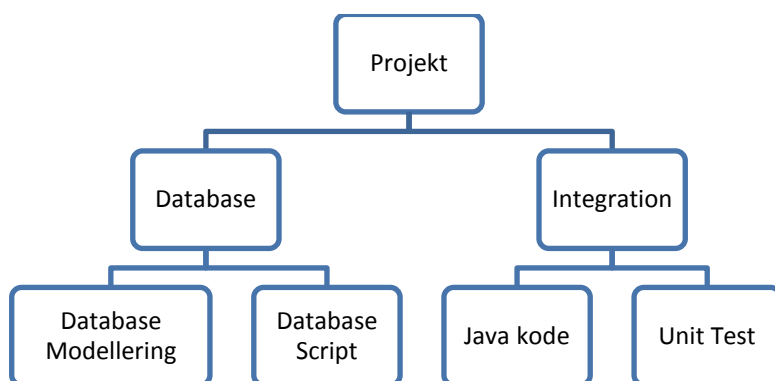 Projekt
Database
Integration
Database
Modellering
Database
Script
Java kode
Unit Test